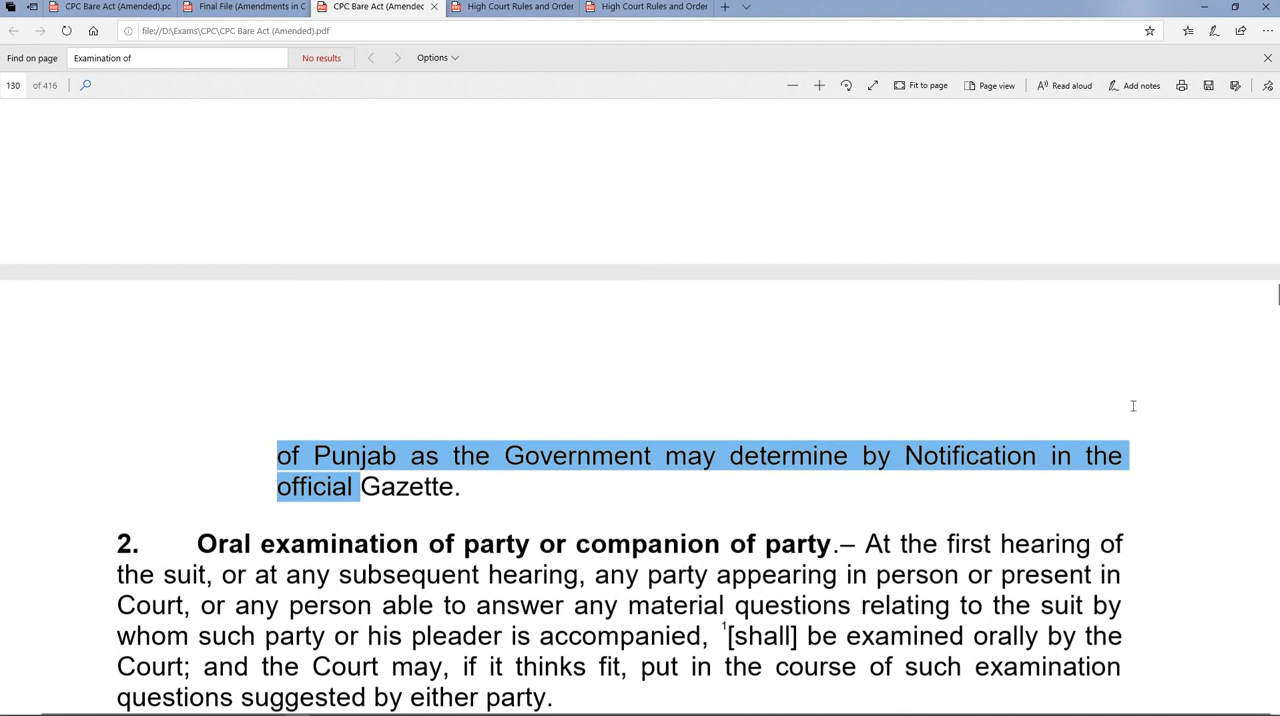 CPC Bare Act (Amended).pc
Final File (Amendments in C
CPC Bare Act (Amended
High Court Rules and Order
High Court Rules and Order
file://D:\Exams\CPC\CPC Bare Act (Amended).pdf
Find on page
Examination of
No results
Options
130
of 416
Fit to page
Page view
Read aloud
Add notes
of Punjab as the Government may determine by Notification in the
official Gazette.
2. Oral examination of party or companion of party.– At the first hearing of
the suit, or at any subsequent hearing, any party appearing in person or present in
Court, or any person able to answer any material questions relating to the suit by
whom such party or his pleader is accompanied, 1[shall] be examined orally by the
Court; and the Court may, if it thinks fit, put in the course of such examination
questions suggested by either party.